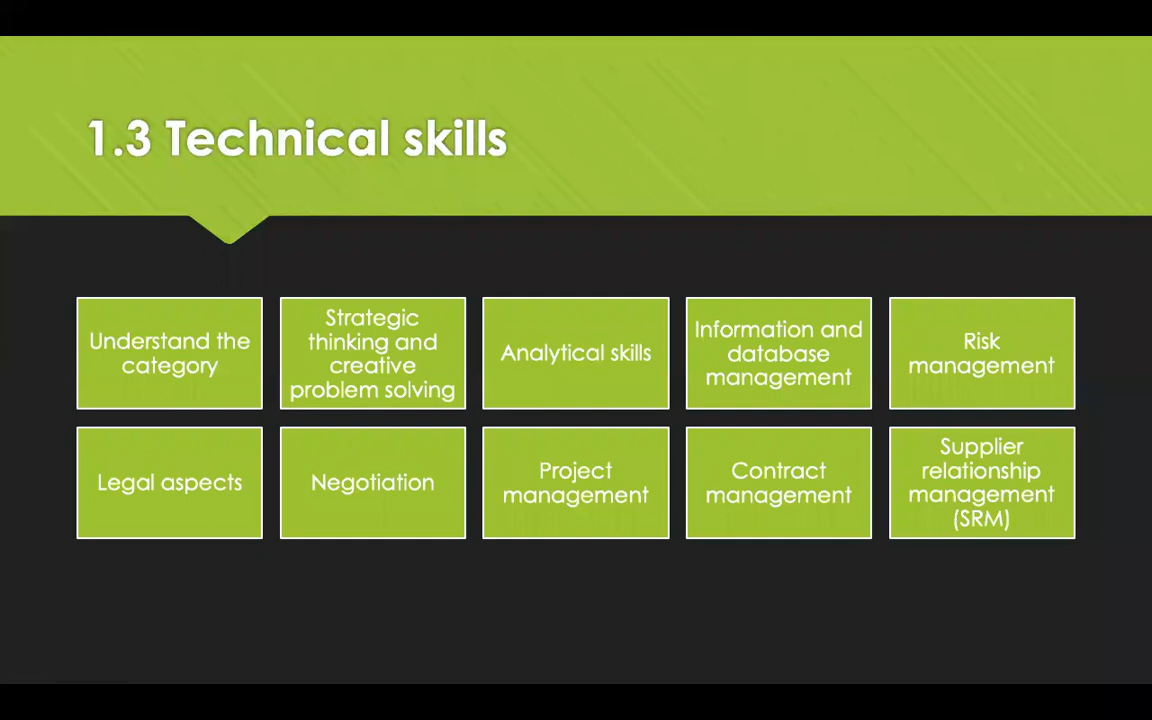 1.3 Technical skills
Understand the
category
Strategic
thinking and
creative
problem solving
Analytical skills
Information and
database
management
Risk
management
Legal aspects
Negotiation
Project
management
Contract
management
Supplier
relationship
management
(SRM)